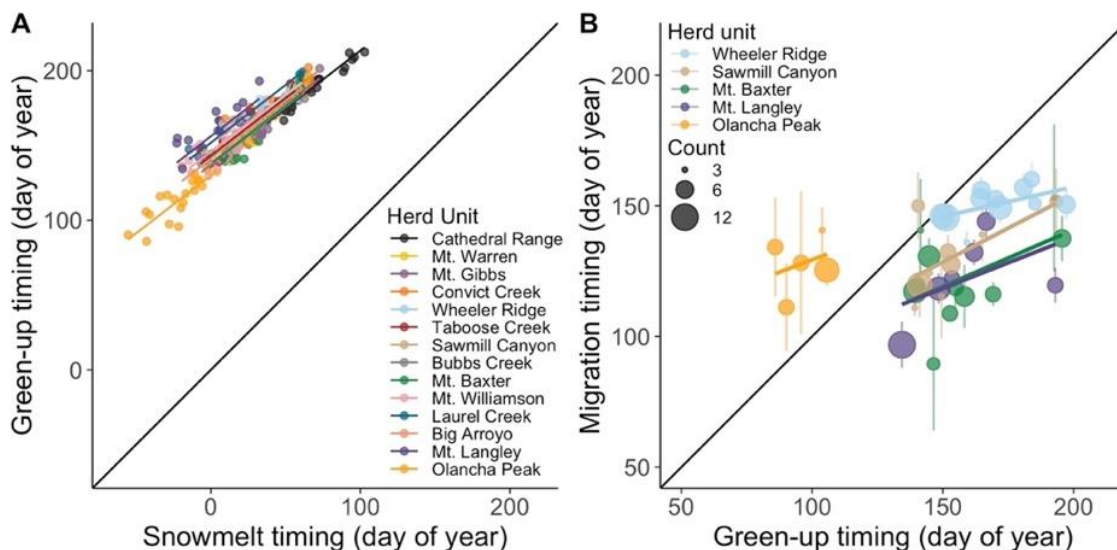 A
Green-up timing (day of year)
200
100
0
0
100
200
Snowmelt timing (day of year)
Herd Unit
Cathedral Range
Mt. Warren
Mt. Gibbs
Convict Creek
Wheeler Ridge
Taboose Creek
Sawmill Canyon
Bubbs Creek
Mt. Baxter
Mt. Williamson
Laurel Creek
Big Arroyo
Mt. Langley
Olancha Peak
B
Herd unit
Wheeler Ridge
Sawmill Canyon
Mt. Baxter
Mt. Langley
Olancha Peak
Count
3
6
12
Migration timing (day of year)
200
150
100
50
50
100
150
200
Green-up timing (day of year)